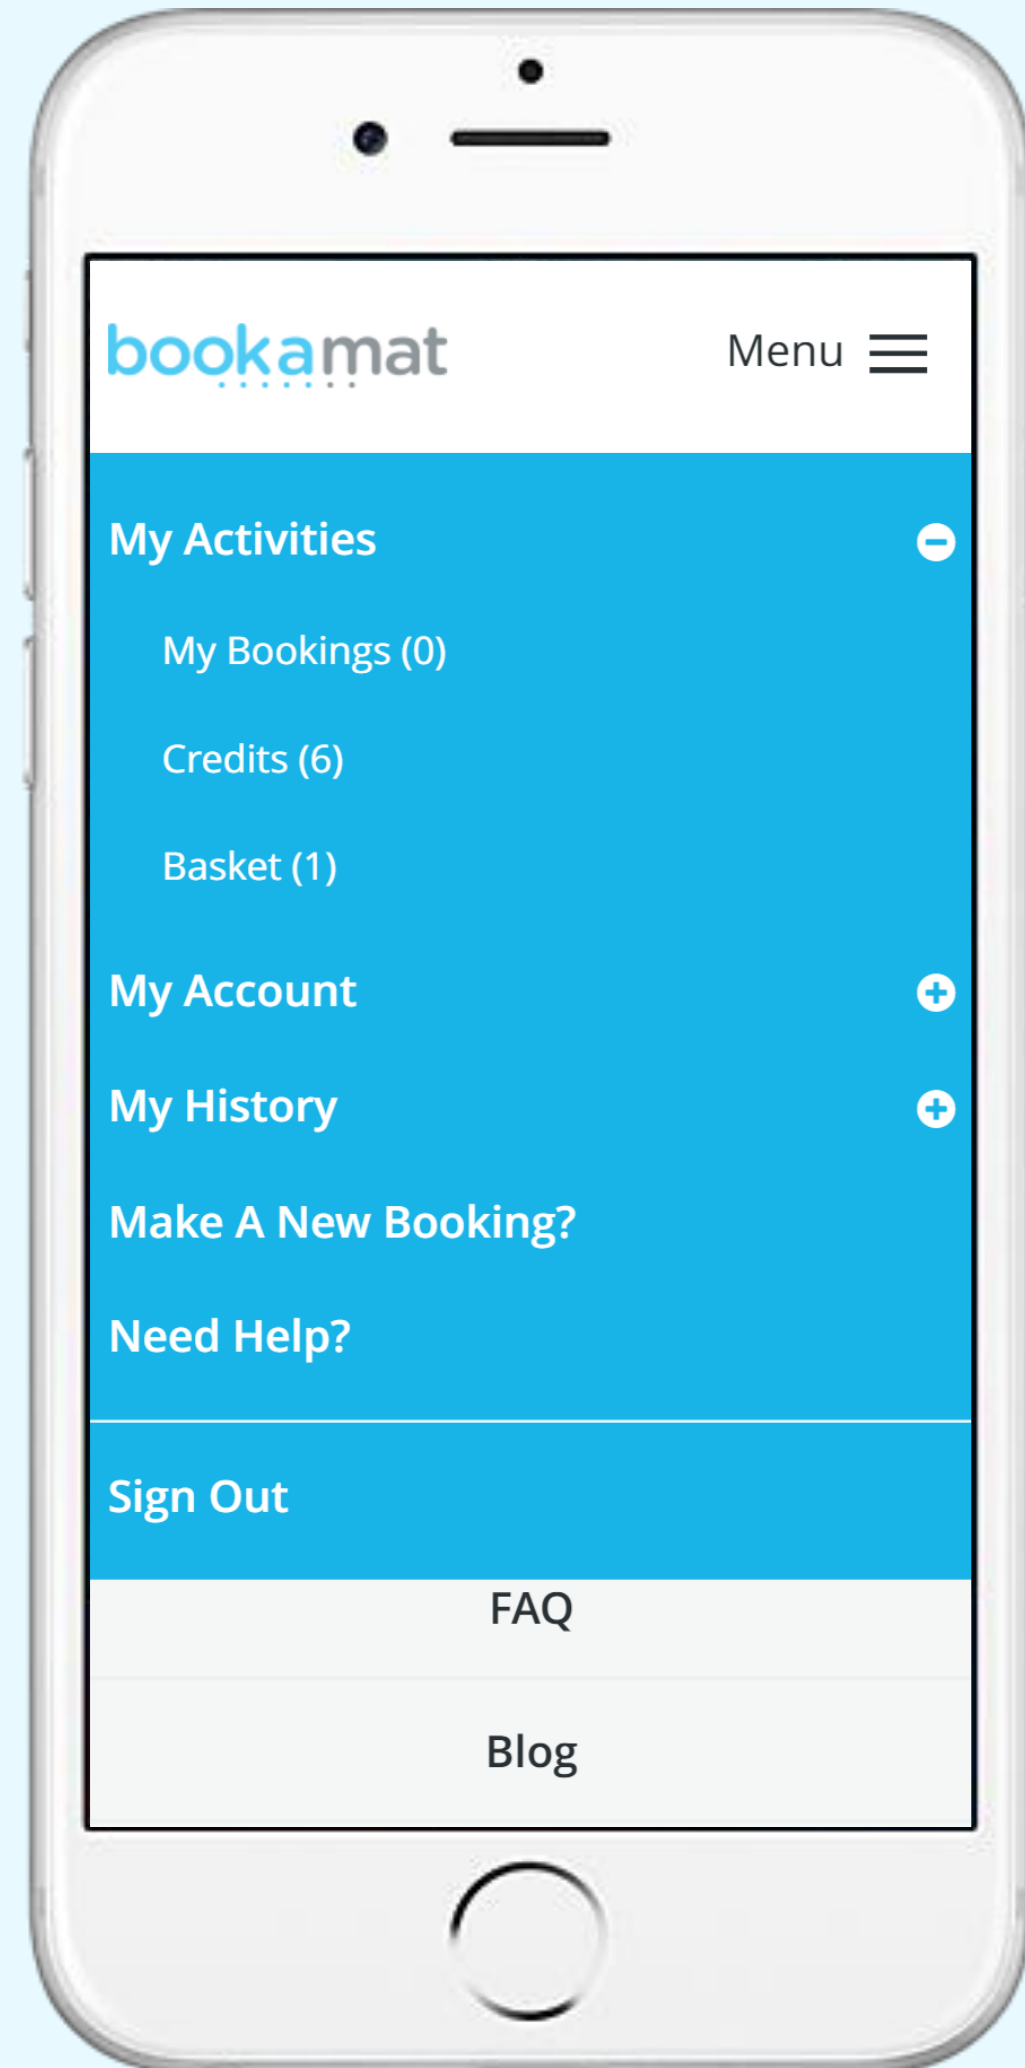 bookamat
Menu
My Activities
My Bookings (0)
Credits (6)
Basket (1)
My Account
My History
Make A New Booking?
Need Help?
Sign Out
FAQ
Blog